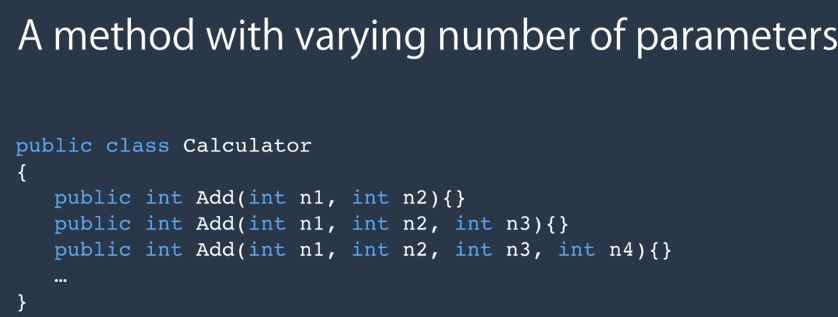 A method with varying number of parameters
public class Calculator
{
public int Add(int n1, int n2){}
public int Add(int n1, int n2, int n3){}
public int Add(int n1, int n2, int n3, int n4){}
…
}